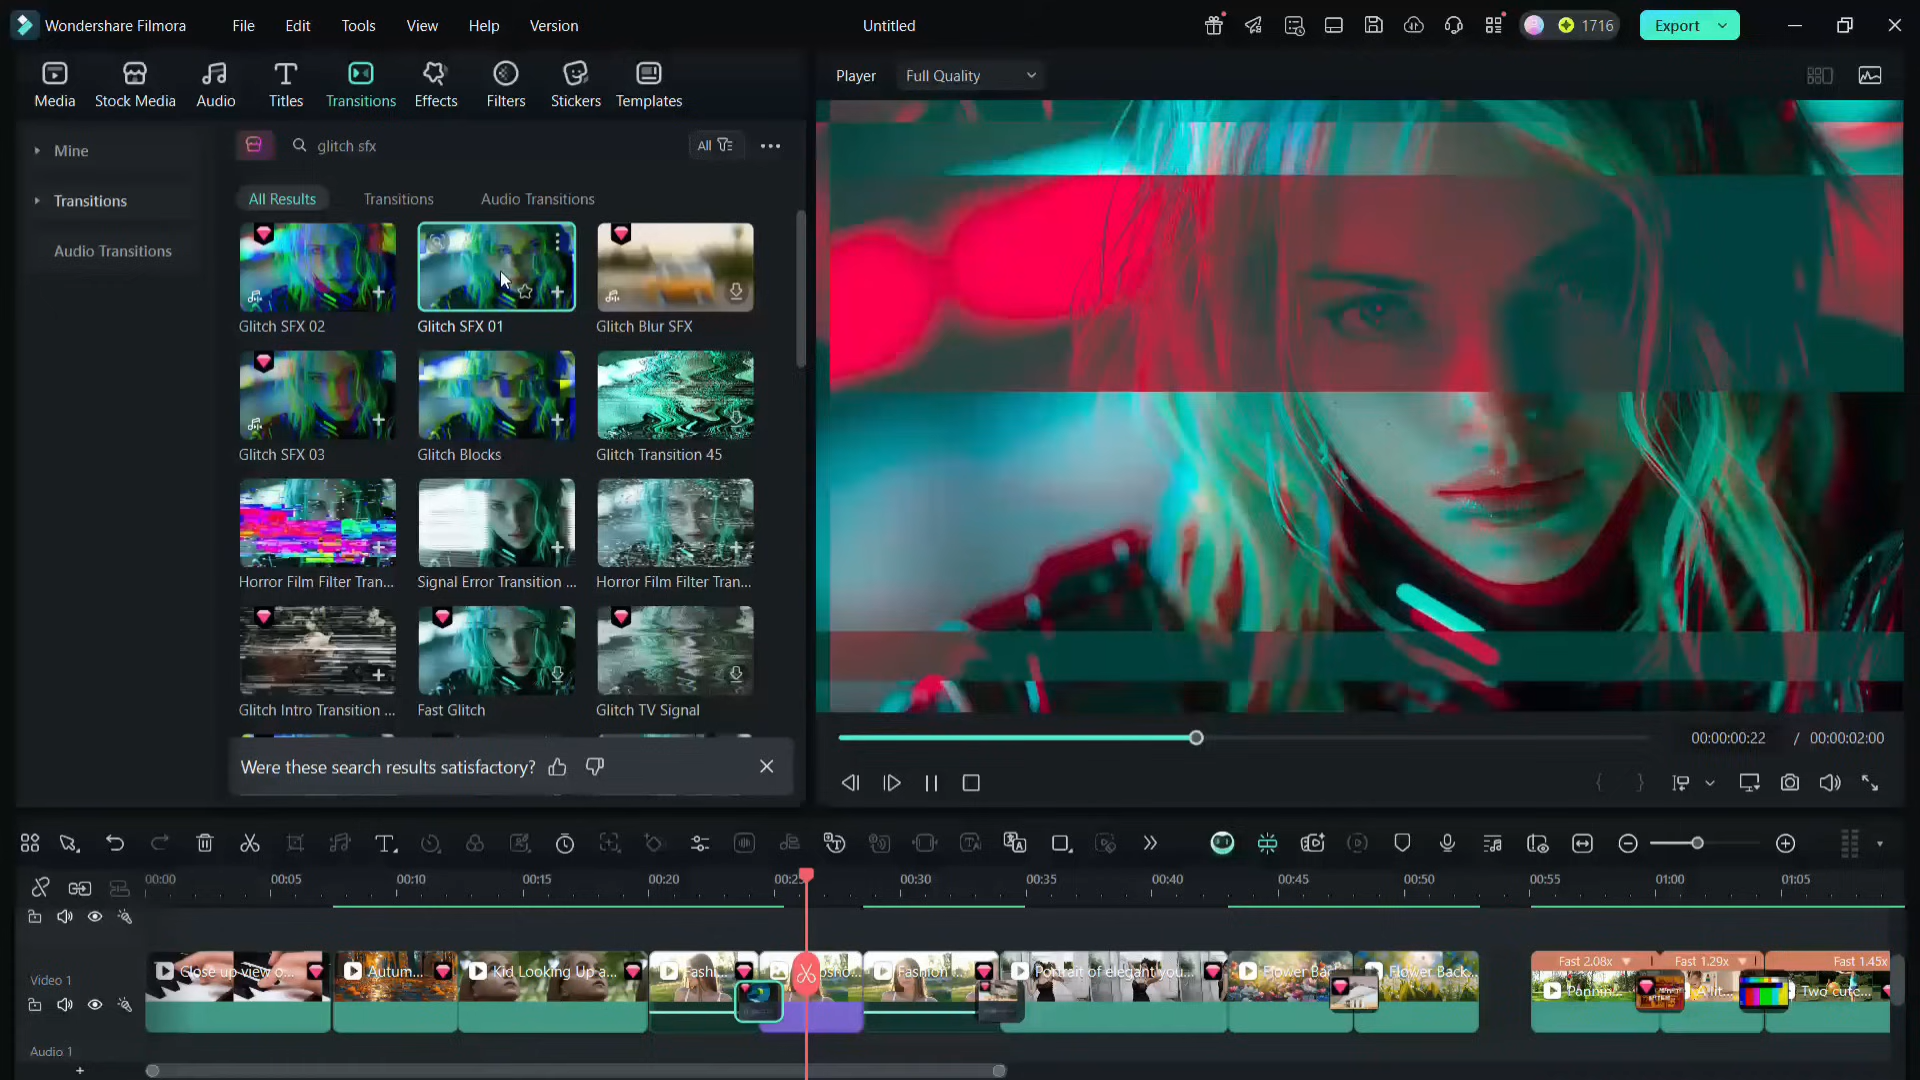 Wondershare Filmora File Edit Tools View Help Version Untitled 1716 Export
Media Stock Media Audio Titles Transitions Effects Filters Stickers Templates
Player Full Quality
Mine
Transitions
Audio Transitions
glitch sfx All
All Results Transitions Audio Transitions
Glitch SFX 02 Glitch SFX 01 Glitch Blur SFX
Glitch SFX 03 Glitch Blocks Glitch Transition 45
Horror Film Filter Tran... Signal Error Transition ... Horror Film Filter Tran...
Glitch Intro Transition ... Fast Glitch Glitch TV Signal
Were these search results satisfactory?
00:00:00:22 / 00:00:02:00
00:00 00:05 00:10 00:15 00:20 00:25 00:30 00:35 00:40 00:45 00:50 00:55 01:00 01:05
Fast 2.08x Fast 1.29x Fast 1.45x
Video 1
Close up view o... Autum... Kid Looking Up a... Fashi... Fashion i... Portrait of elegant you... Flower Bac Flower Back... Pannin... A lit... Two cute...
Audio 1